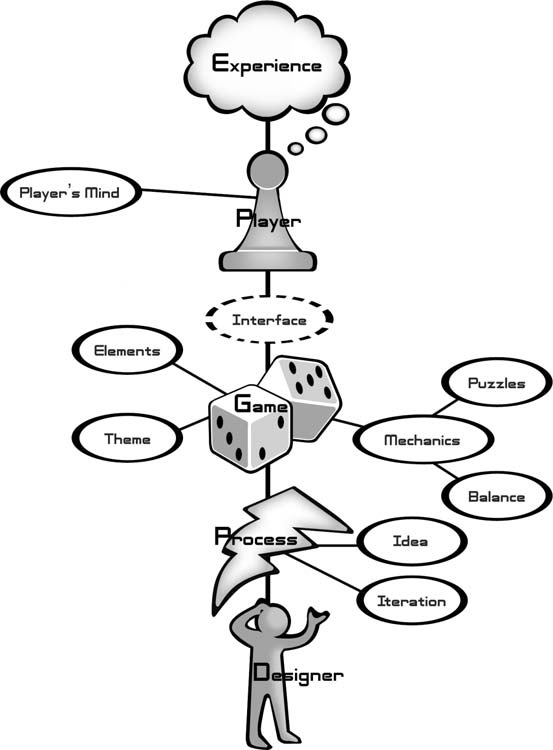 Experience
Player's Mind
Player
Interface
Elements
Game
Puzzles
Theme
Mechanics
Balance
Process
Idea
Iteration
Designer